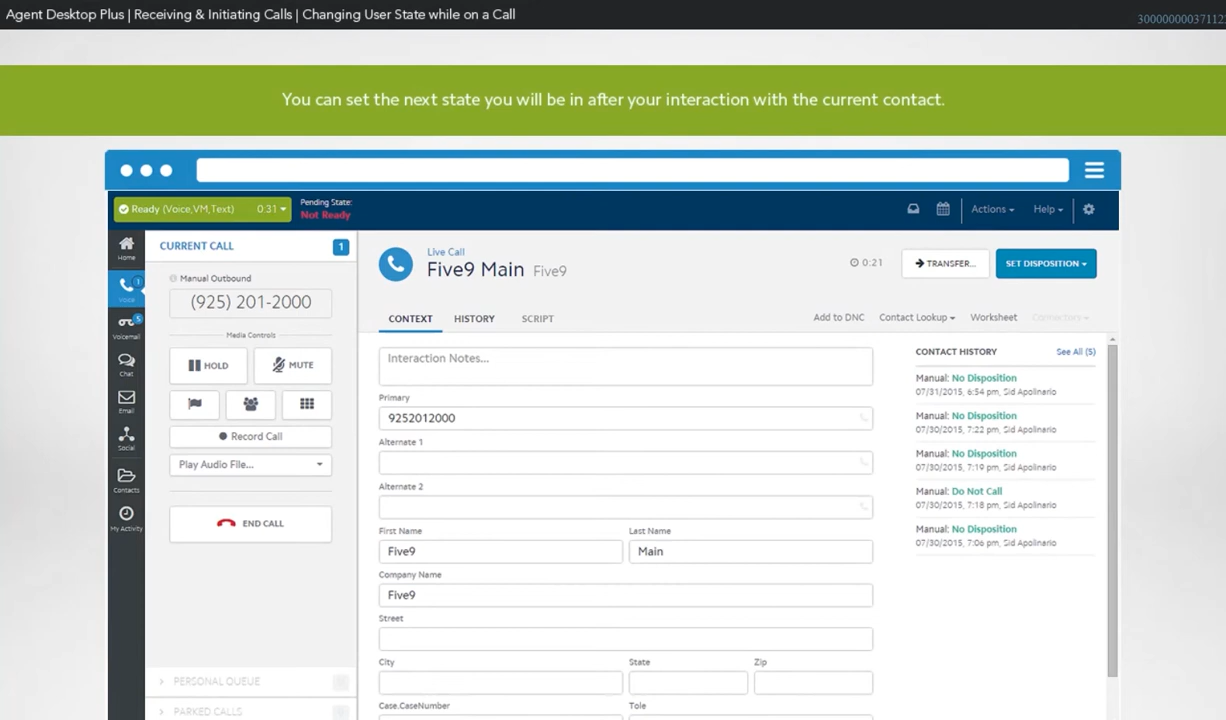 Agent Desktop Plus | Receiving & Initiating Calls | Changing User State while on a Call
You can set the next state you will be in after your interaction with the current contact.
Ready (Voice,VM,Text) 0:31
Pending State:
Not Ready
Actions
Help
Home
Voice
1
Voicemail
5
Chat
Email
Social
Contacts
My Activity
CURRENT CALL 1
Manual Outbound
(925) 201-2000
Media Controls
HOLD
MUTE
Record Call
Play Audio File...
END CALL
PERSONAL QUEUE
PARKED CALLS
Live Call
Five9 Main Five9
0:21
TRANSFER...
SET DISPOSITION
CONTEXT
HISTORY
SCRIPT
Add to DNC
Contact Lookup
Worksheet
Connectors
Interaction Notes...
Primary
9252012000
Alternate 1
Alternate 2
First Name
Last Name
Five9
Main
Company Name
Five9
Street
City
State
Zip
Case.CaseNumber
Tole
CONTACT HISTORY
See All (5)
Manual: No Disposition
07/31/2015, 6:54 pm, Sid Apolinario
Manual: No Disposition
07/30/2015, 7:22 pm, Sid Apolinario
Manual: No Disposition
07/30/2015, 7:19 pm, Sid Apolinario
Manual: Do Not Call
07/30/2015, 7:18 pm, Sid Apolinario
Manual: No Disposition
07/30/2015, 7:06 pm, Sid Apolinario